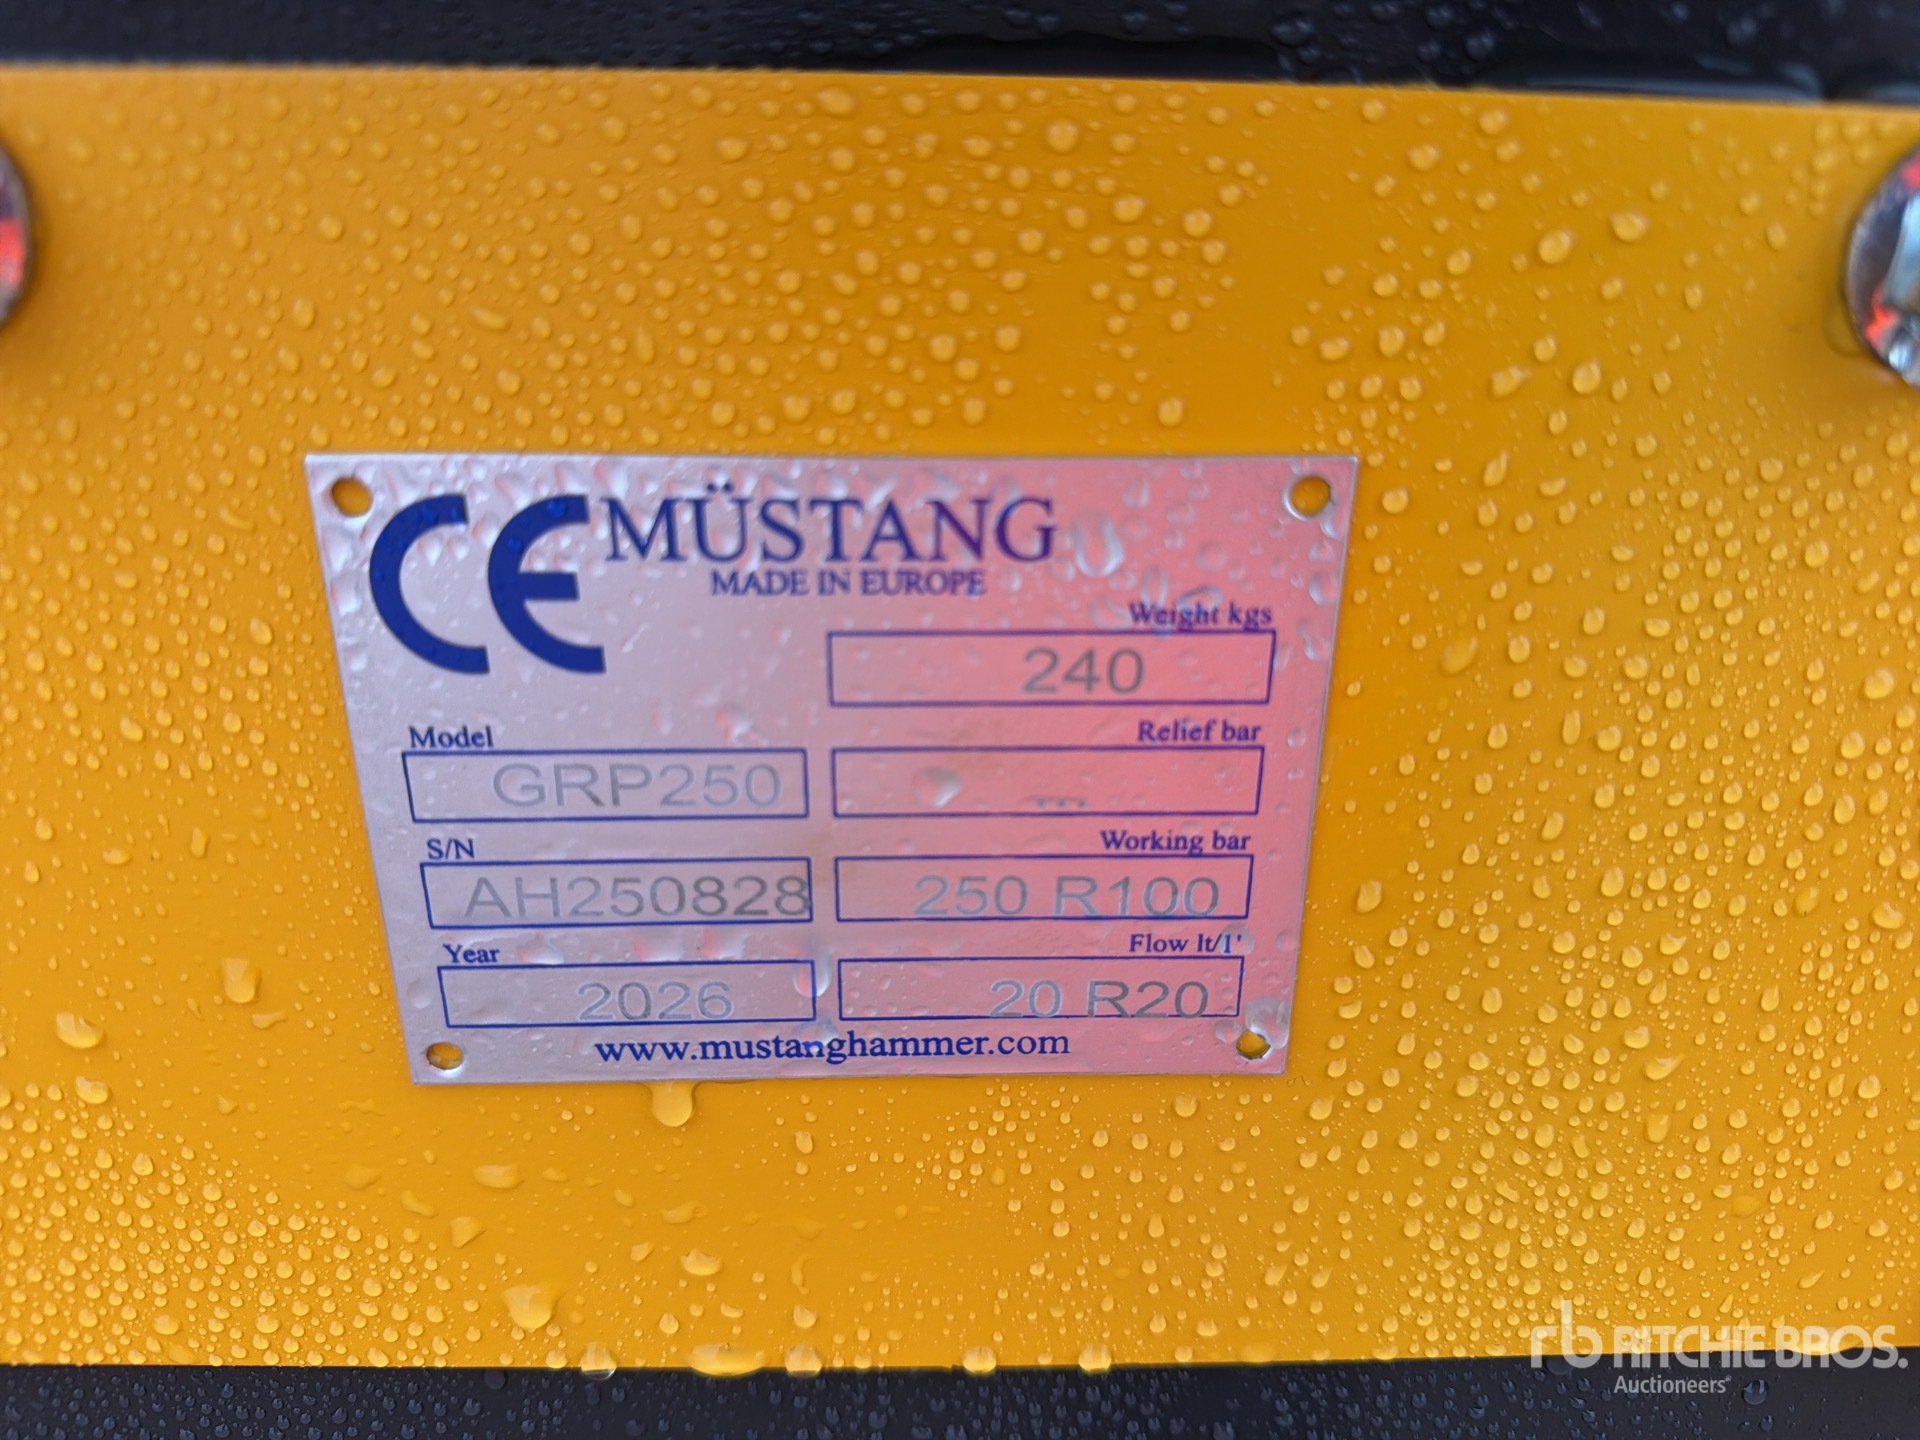 CE MÜSTANG
MADE IN EUROPE
Weight kgs
240
Model
GRP250
Relief bar
...
S/N
AH250828
Working bar
250 R100
Year
2026
Flow lt/1'
20 R20
www.mustanghammer.com
rb RITCHIE BROS.
Auctioneers